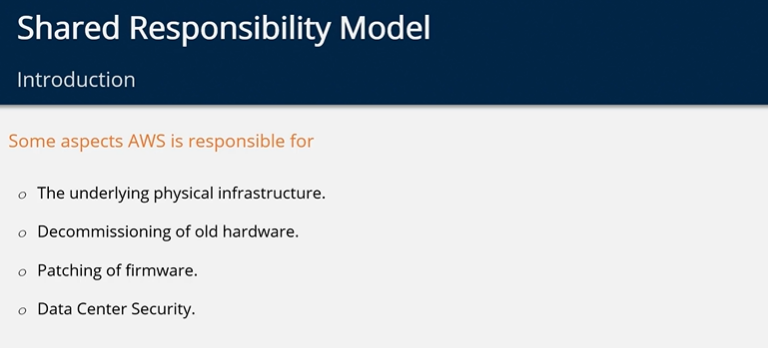 Shared Responsibility Model
Introduction
Some aspects AWS is responsible for
o The underlying physical infrastructure.
o Decommissioning of old hardware.
o Patching of firmware.
o Data Center Security.